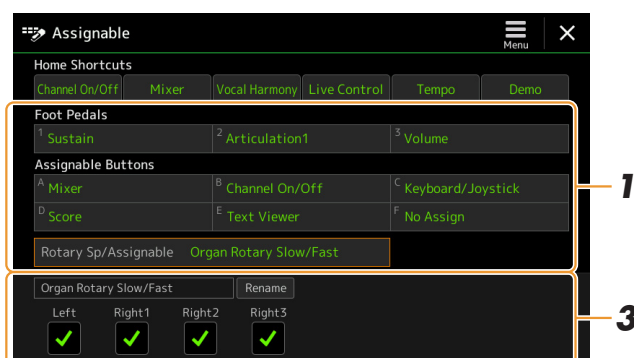 Assignable
Menu
Home Shortcuts
Channel On/Off Mixer Vocal Harmony Live Control Tempo Demo
Foot Pedals
1 Sustain 2 Articulation1 3 Volume
Assignable Buttons
A Mixer B Channel On/Off C Keyboard/Joystick
D Score E Text Viewer F No Assign
1
Rotary Sp/Assignable Organ Rotary Slow/Fast
Organ Rotary Slow/Fast Rename
Left Right1 Right2 Right3
3